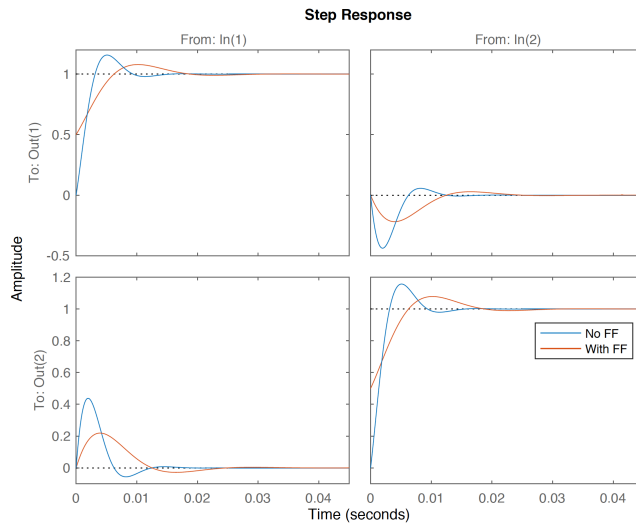 Step Response
From: In(1)
From: In(2)
Amplitude
To: Out(1)
1
0.5
0
-0.5
To: Out(2)
1.2
1
0.8
0.6
0.4
0.2
0
No FF
With FF
0 0.01 0.02 0.03 0.04
0 0.01 0.02 0.03 0.04
Time (seconds)